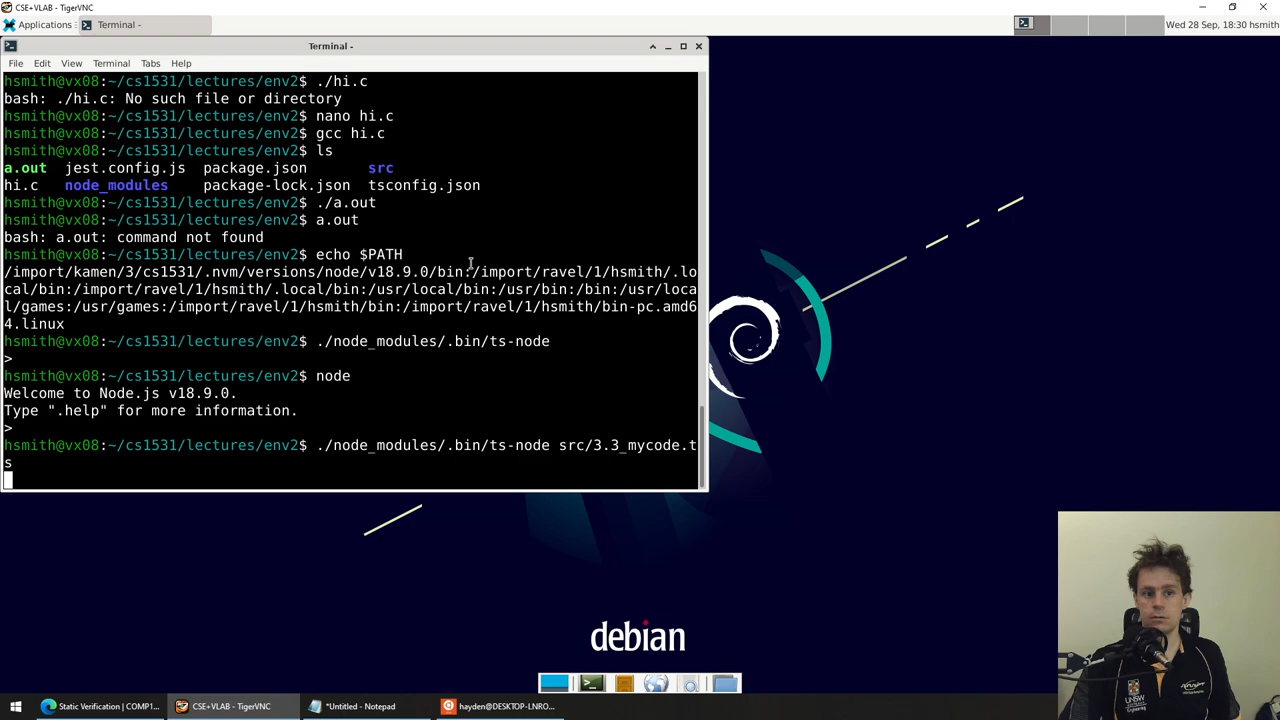 CSE+VLAB - TigerVNC
Applications
Terminal -
Wed 28 Sep, 18:30 hsmith
Terminal -
File Edit View Terminal Tabs Help
hsmith@vx08:~/cs1531/lectures/env2$ ./hi.c
bash: ./hi.c: No such file or directory
hsmith@vx08:~/cs1531/lectures/env2$ nano hi.c
hsmith@vx08:~/cs1531/lectures/env2$ gcc hi.c
hsmith@vx08:~/cs1531/lectures/env2$ ls
a.out jest.config.js package.json src
hi.c node_modules package-lock.json tsconfig.json
hsmith@vx08:~/cs1531/lectures/env2$ ./a.out
hsmith@vx08:~/cs1531/lectures/env2$ a.out
bash: a.out: command not found
hsmith@vx08:~/cs1531/lectures/env2$ echo $PATH
/import/kamen/3/cs1531/.nvm/versions/node/v18.9.0/bin:/import/ravel/1/hsmith/.lo
cal/bin:/import/ravel/1/hsmith/.local/bin:/usr/local/bin:/usr/bin:/bin:/usr/loca
l/games:/usr/games:/import/ravel/1/hsmith/bin:/import/ravel/1/hsmith/bin-pc.amd6
4.linux
hsmith@vx08:~/cs1531/lectures/env2$ ./node_modules/.bin/ts-node
>
hsmith@vx08:~/cs1531/lectures/env2$ node
Welcome to Node.js v18.9.0.
Type ".help" for more information.
>
hsmith@vx08:~/cs1531/lectures/env2$ ./node_modules/.bin/ts-node src/3.3_mycode.t
s
debian
UNSW
Static Verification | COMP1...
CSE+VLAB - TigerVNC
*Untitled - Notepad
hayden@DESKTOP-LNRO...